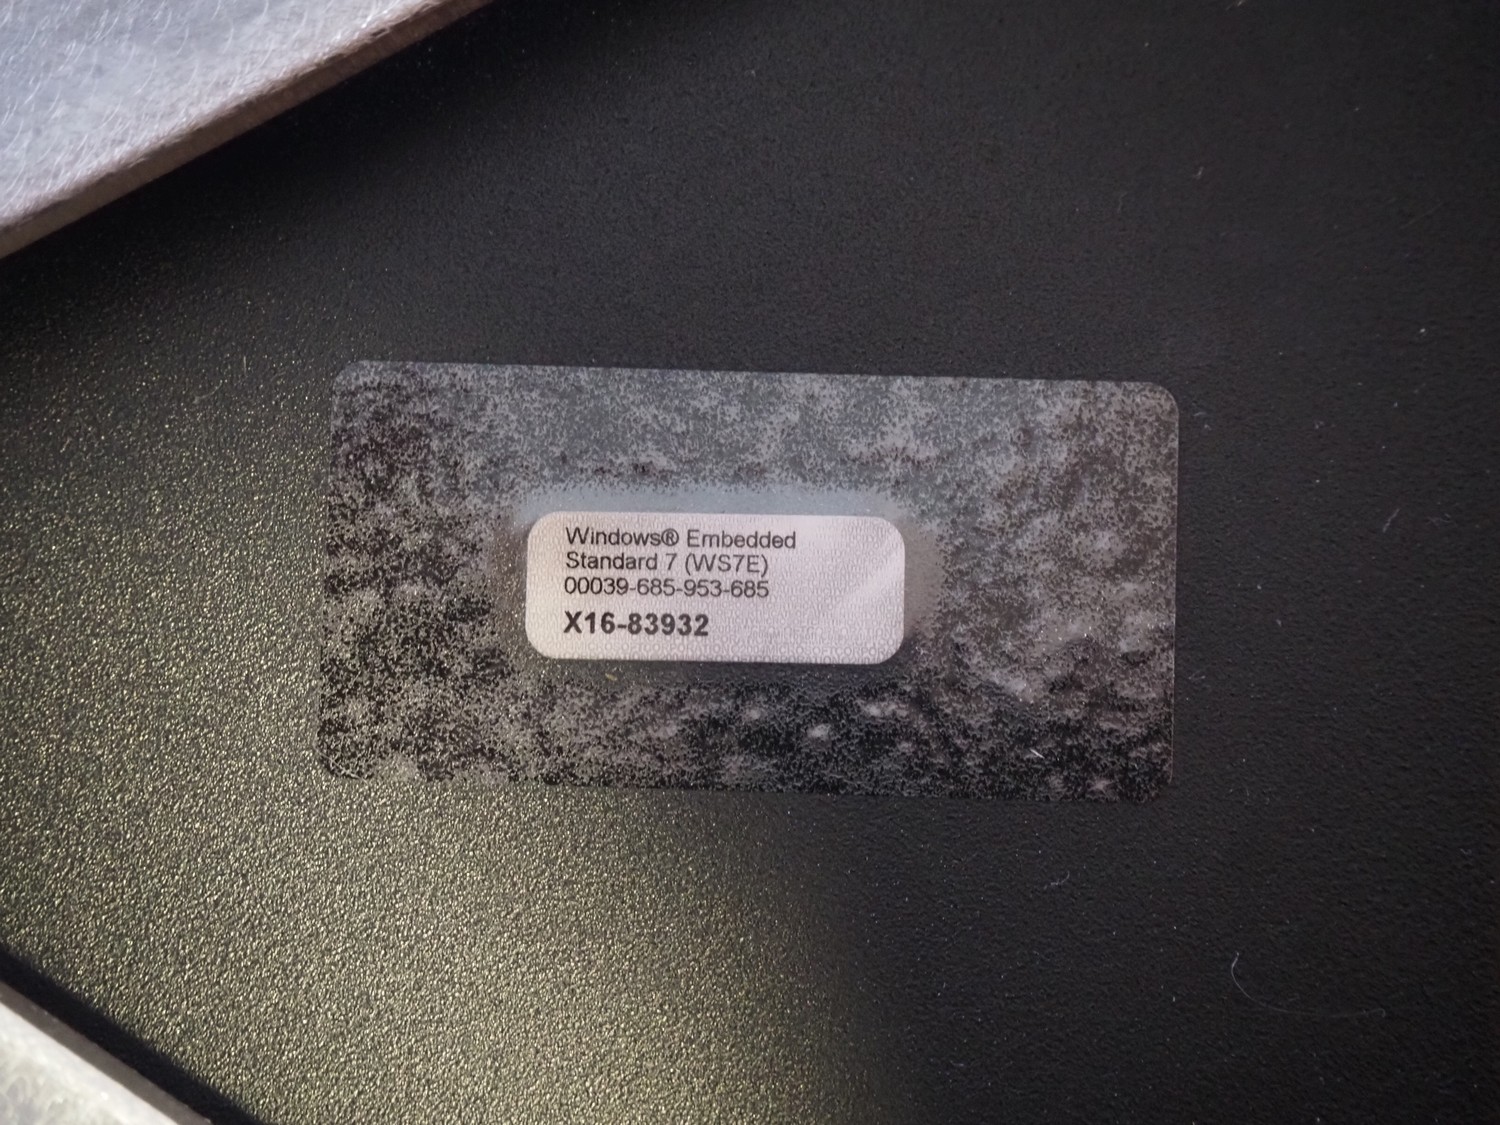 Windows® Embedded
Standard 7 (WS7E)
00039-685-953-685
X16-83932